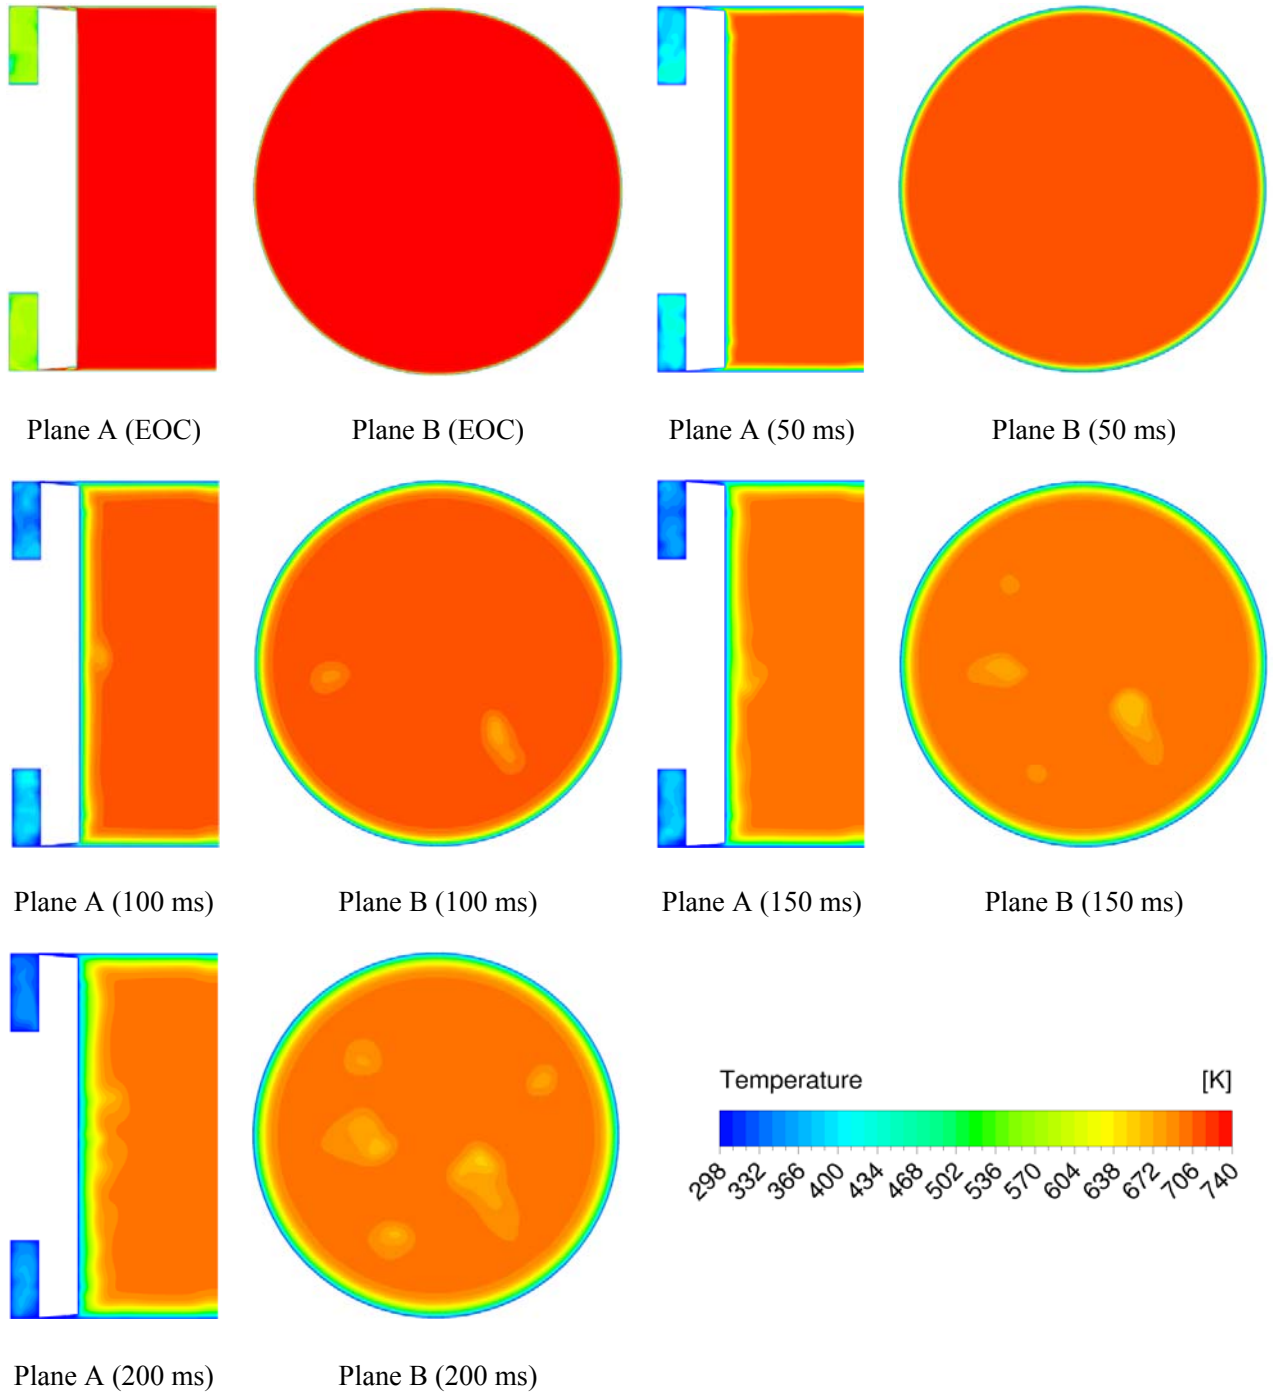 Plane A (EOC) Plane B (EOC) Plane A (50 ms) Plane B (50 ms)
Plane A (100 ms) Plane B (100 ms) Plane A (150 ms) Plane B (150 ms)
Temperature [K]
298 332 366 400 434 468 502 536 570 604 638 672 706 740
Plane A (200 ms) Plane B (200 ms)